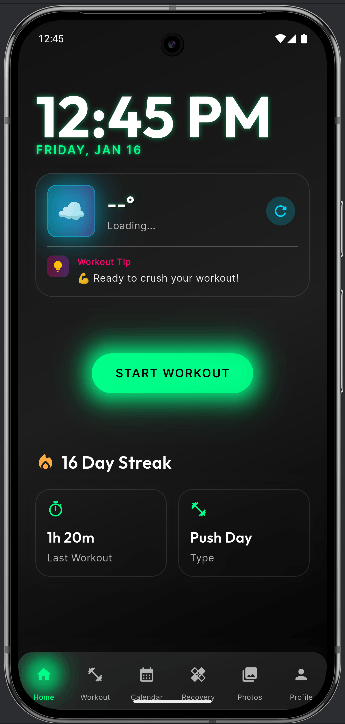 12:45
12:45 PM
FRIDAY, JAN 16
--°
Loading...
Workout Tip
💪 Ready to crush your workout!
START WORKOUT
16 Day Streak
1h 20m
Last Workout
Push Day
Type
Home
Workout
Calendar
Recovery
Photos
Profile